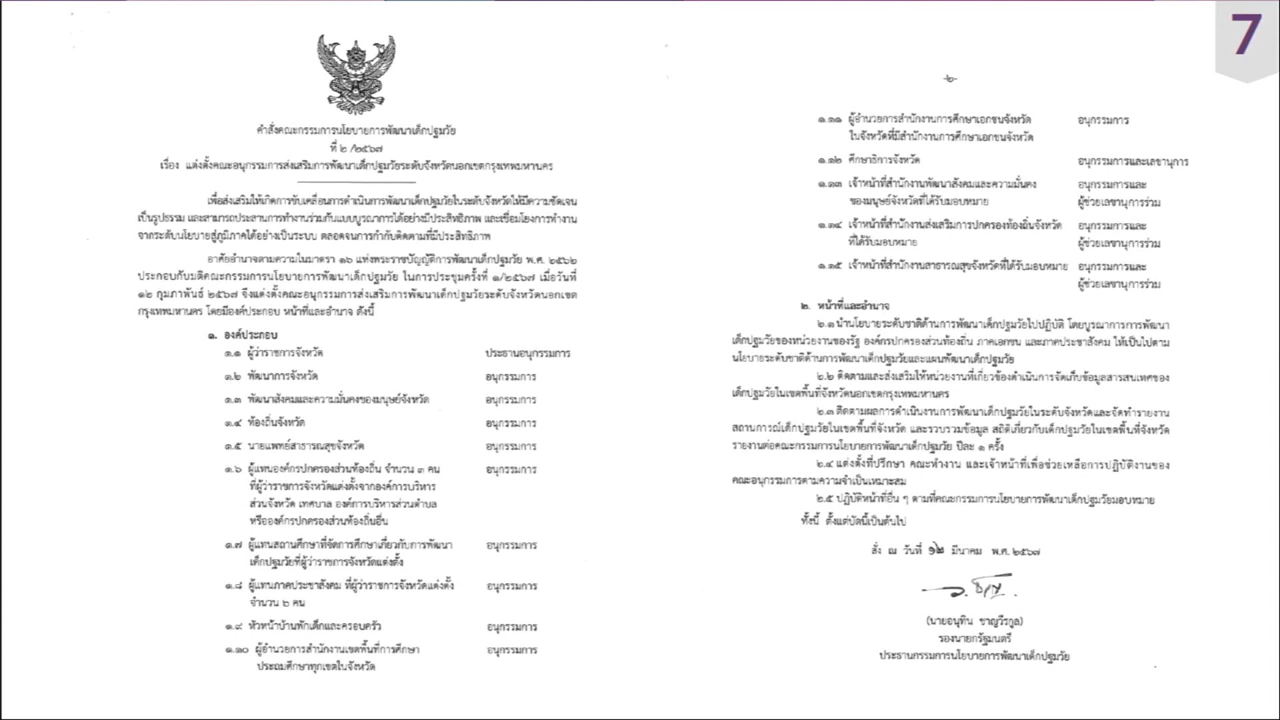 7
คำสั่งคณะกรรมการนโยบายการพัฒนาเด็กปฐมวัย
ที่ ๒ /๒๕๖๗
เรื่อง แต่งตั้งคณะอนุกรรมการส่งเสริมการพัฒนาเด็กปฐมวัยระดับจังหวัดนอกเขตกรุงเทพมหานคร
เพื่อส่งเสริมให้เกิดการขับเคลื่อนการดำเนินการพัฒนาเด็กปฐมวัยในระดับจังหวัดให้มีความชัดเจน
เป็นรูปธรรม และสามารถประสานการทำงานร่วมกันแบบบูรณาการได้อย่างมีประสิทธิภาพ และเชื่อมโยงการทำงาน
จากระดับนโยบายสู่ภูมิภาคได้อย่างเป็นระบบ ตลอดจนการกำกับติดตามที่มีประสิทธิภาพ
อาศัยอำนาจตามความในมาตรา ๑๖ แห่งพระราชบัญญัติการพัฒนาเด็กปฐมวัย พ.ศ. ๒๕๖๒
ประกอบกับมติคณะกรรมการนโยบายการพัฒนาเด็กปฐมวัย ในการประชุมครั้งที่ ๑/๒๕๖๗ เมื่อวันที่
๑๒ กุมภาพันธ์ ๒๕๖๗ จึงแต่งตั้งคณะอนุกรรมการส่งเสริมการพัฒนาเด็กปฐมวัยระดับจังหวัดนอกเขต
กรุงเทพมหานคร โดยมีองค์ประกอบ หน้าที่และอำนาจ ดังนี้
๑. องค์ประกอบ
๑.๑ ผู้ว่าราชการจังหวัด ประธานอนุกรรมการ
๑.๒ พัฒนาการจังหวัด อนุกรรมการ
๑.๓ พัฒนาสังคมและความมั่นคงของมนุษย์จังหวัด อนุกรรมการ
๑.๔ ท้องถิ่นจังหวัด อนุกรรมการ
๑.๕ นายแพทย์สาธารณสุขจังหวัด อนุกรรมการ
๑.๖ ผู้แทนองค์กรปกครองส่วนท้องถิ่น จำนวน ๓ คน อนุกรรมการ
ที่ผู้ว่าราชการจังหวัดแต่งตั้งจากองค์การบริหาร
ส่วนจังหวัด เทศบาล องค์การบริหารส่วนตำบล
หรือองค์กรปกครองส่วนท้องถิ่นอื่น
๑.๗ ผู้แทนสถานศึกษาที่จัดการศึกษาเกี่ยวกับการพัฒนา อนุกรรมการ
เด็กปฐมวัยที่ผู้ว่าราชการจังหวัดแต่งตั้ง
๑.๘ ผู้แทนภาคประชาสังคม ที่ผู้ว่าราชการจังหวัดแต่งตั้ง อนุกรรมการ
จำนวน ๒ คน
๑.๙ หัวหน้าบ้านพักเด็กและครอบครัว อนุกรรมการ
๑.๑๐ ผู้อำนวยการสำนักงานเขตพื้นที่การศึกษา อนุกรรมการ
ประถมศึกษาทุกเขตในจังหวัด
-๒-
๑.๑๑ ผู้อำนวยการสำนักงานการศึกษาเอกชนจังหวัด อนุกรรมการ
ในจังหวัดที่มีสำนักงานการศึกษาเอกชนจังหวัด
๑.๑๒ ศึกษาธิการจังหวัด อนุกรรมการและเลขานุการ
๑.๑๓ เจ้าหน้าที่สำนักงานพัฒนาสังคมและความมั่นคง อนุกรรมการและ
ของมนุษย์จังหวัดที่ได้รับมอบหมาย ผู้ช่วยเลขานุการร่วม
๑.๑๔ เจ้าหน้าที่สำนักงานส่งเสริมการปกครองท้องถิ่นจังหวัด อนุกรรมการและ
ที่ได้รับมอบหมาย ผู้ช่วยเลขานุการร่วม
๑.๑๕ เจ้าหน้าที่สำนักงานสาธารณสุขจังหวัดที่ได้รับมอบหมาย อนุกรรมการและ
ผู้ช่วยเลขานุการร่วม
๒. หน้าที่และอำนาจ
๒.๑ นำนโยบายระดับชาติด้านการพัฒนาเด็กปฐมวัยไปปฏิบัติ โดยบูรณาการการพัฒนา
เด็กปฐมวัยของหน่วยงานของรัฐ องค์กรปกครองส่วนท้องถิ่น ภาคเอกชน และภาคประชาสังคม ให้เป็นไปตาม
นโยบายระดับชาติด้านการพัฒนาเด็กปฐมวัยและแผนพัฒนาเด็กปฐมวัย
๒.๒ ติดตามและส่งเสริมให้หน่วยงานที่เกี่ยวข้องดำเนินการจัดเก็บข้อมูลสารสนเทศของ
เด็กปฐมวัยในเขตพื้นที่จังหวัดนอกเขตกรุงเทพมหานคร
๒.๓ ติดตามผลการดำเนินงานการพัฒนาเด็กปฐมวัยในระดับจังหวัดและจัดทำรายงาน
สถานการณ์เด็กปฐมวัยในเขตพื้นที่จังหวัด และรวบรวมข้อมูล สถิติเกี่ยวกับเด็กปฐมวัยในเขตพื้นที่จังหวัด
รายงานต่อคณะกรรมการนโยบายการพัฒนาเด็กปฐมวัย ปีละ ๑ ครั้ง
๒.๔ แต่งตั้งที่ปรึกษา คณะทำงาน และเจ้าหน้าที่เพื่อช่วยเหลือการปฏิบัติงานของ
คณะอนุกรรมการตามความจำเป็นเหมาะสม
๒.๕ ปฏิบัติหน้าที่อื่น ๆ ตามที่คณะกรรมการนโยบายการพัฒนาเด็กปฐมวัยมอบหมาย
ทั้งนี้ ตั้งแต่บัดนี้เป็นต้นไป
สั่ง ณ วันที่ ๑๒ มีนาคม พ.ศ. ๒๕๖๗
(นายอนุทิน ชาญวีรกูล)
รองนายกรัฐมนตรี
ประธานกรรมการนโยบายการพัฒนาเด็กปฐมวัย